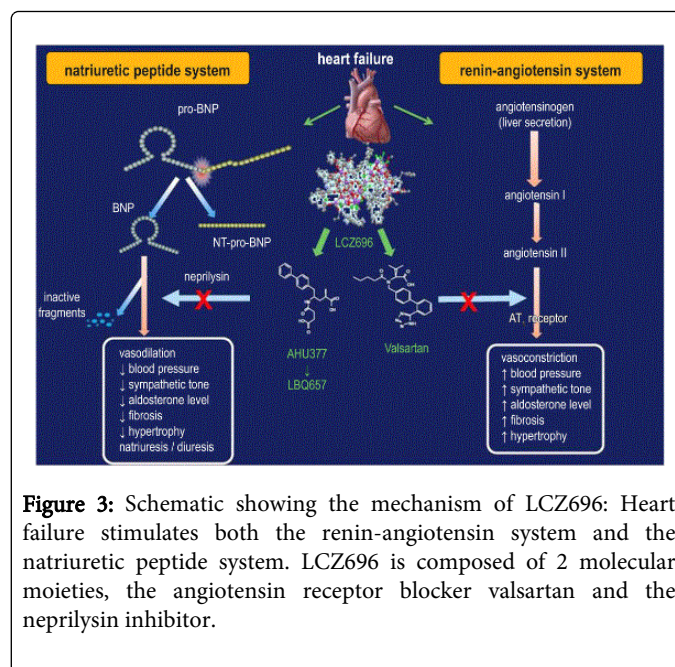 heart failure
natriuretic peptide system
renin-angiotensin system
pro-BNP
BNP
NT-pro-BNP
neprilysin
X
inactive
fragments
vasodilation
↓ blood pressure
↓ sympathetic tone
↓ aldosterone level
↓ fibrosis
↓ hypertrophy
natriuresis / diuresis
LCZ696
AHU377
↓
LBQ657
Valsartan
X
angiotensinogen
(liver secretion)
angiotensin I
angiotensin II
AT₁ receptor
vasoconstriction
↑ blood pressure
↑ sympathetic tone
↑ aldosterone level
↑ fibrosis
↑ hypertrophy
Figure 3: Schematic showing the mechanism of LCZ696: Heart
failure stimulates both the renin-angiotensin system and the
natriuretic peptide system. LCZ696 is composed of 2 molecular
moieties, the angiotensin receptor blocker valsartan and the
neprilysin inhibitor.